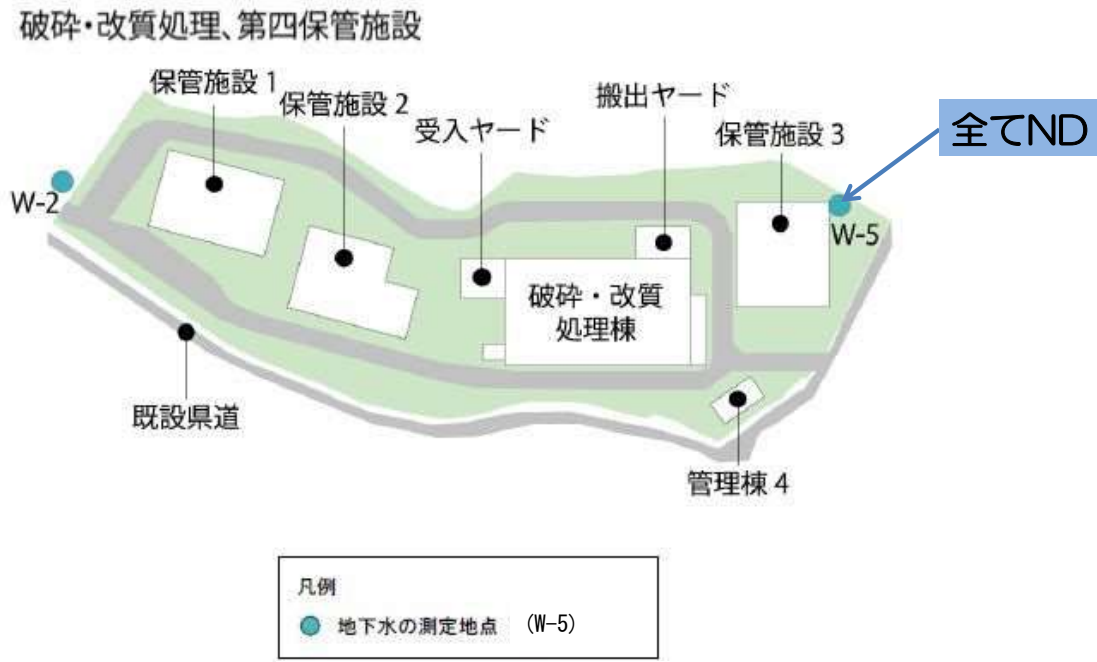 破砕・改質処理、第四保管施設
保管施設 1
保管施設 2
受入ヤード
搬出ヤード
保管施設 3
全てND
W-2
W-5
破砕・改質
処理棟
既設県道
管理棟 4
凡例
地下水の測定地点 (W-5)